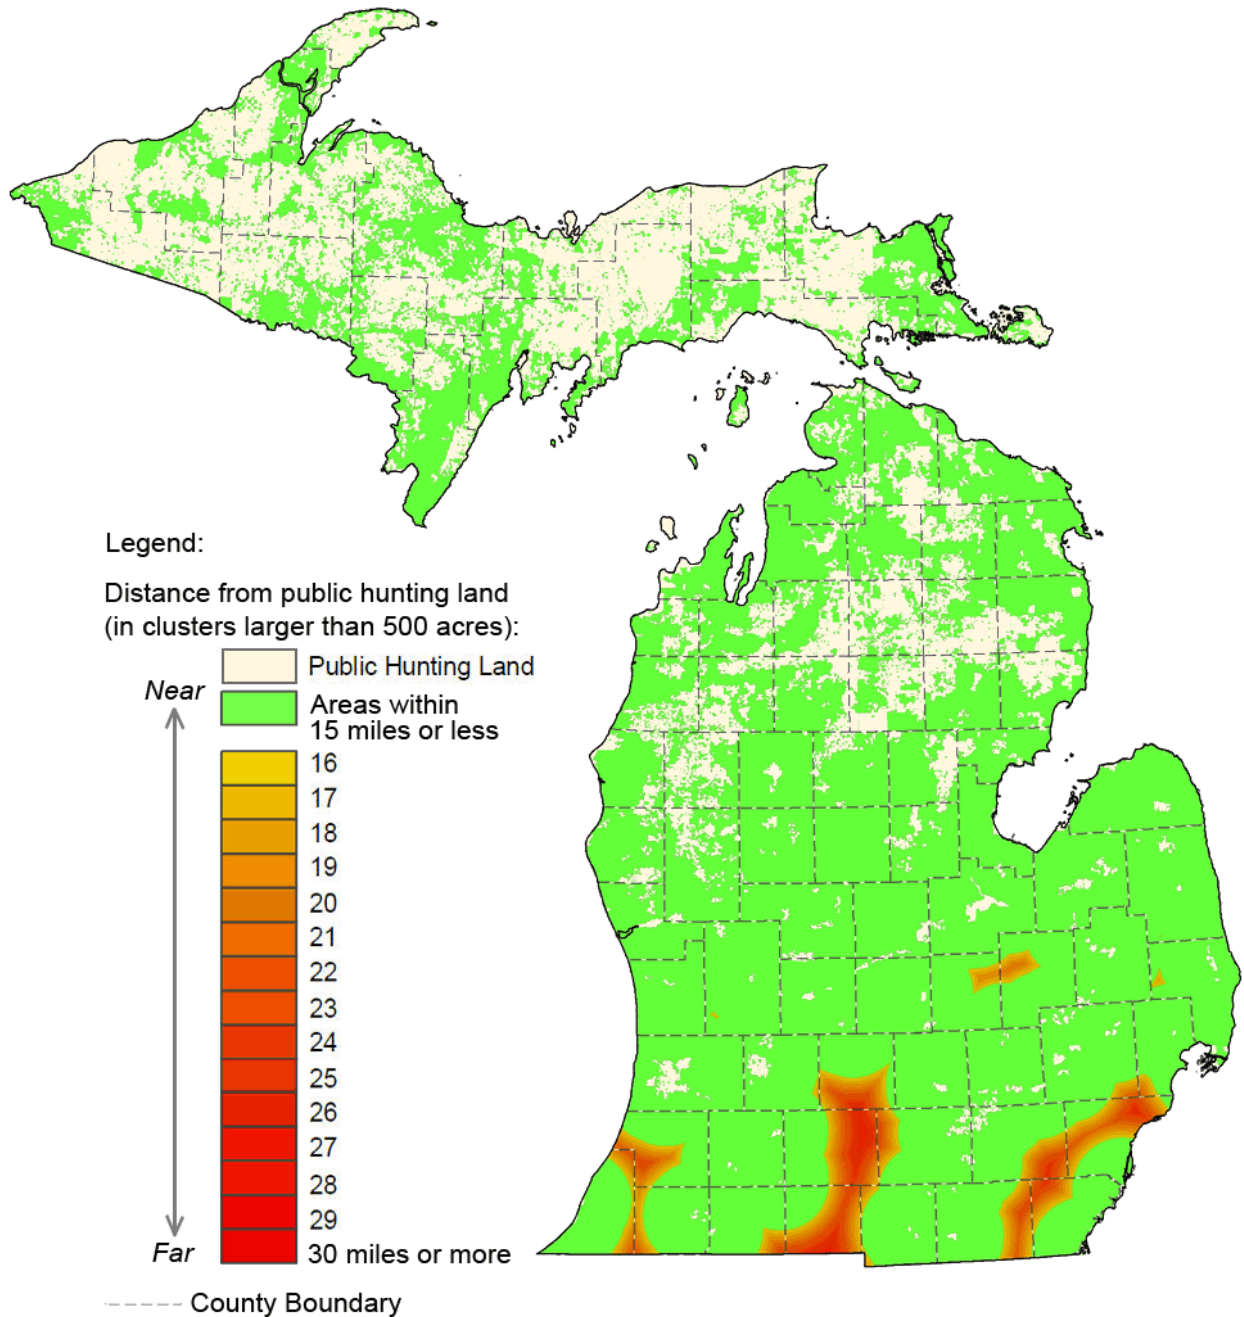 Legend:
Distance from public hunting land
(in clusters larger than 500 acres):
Public Hunting Land
Near
Areas within
15 miles or less
16
17
18
19
20
21
22
23
24
25
26
27
28
29
Far
30 miles or more
County Boundary